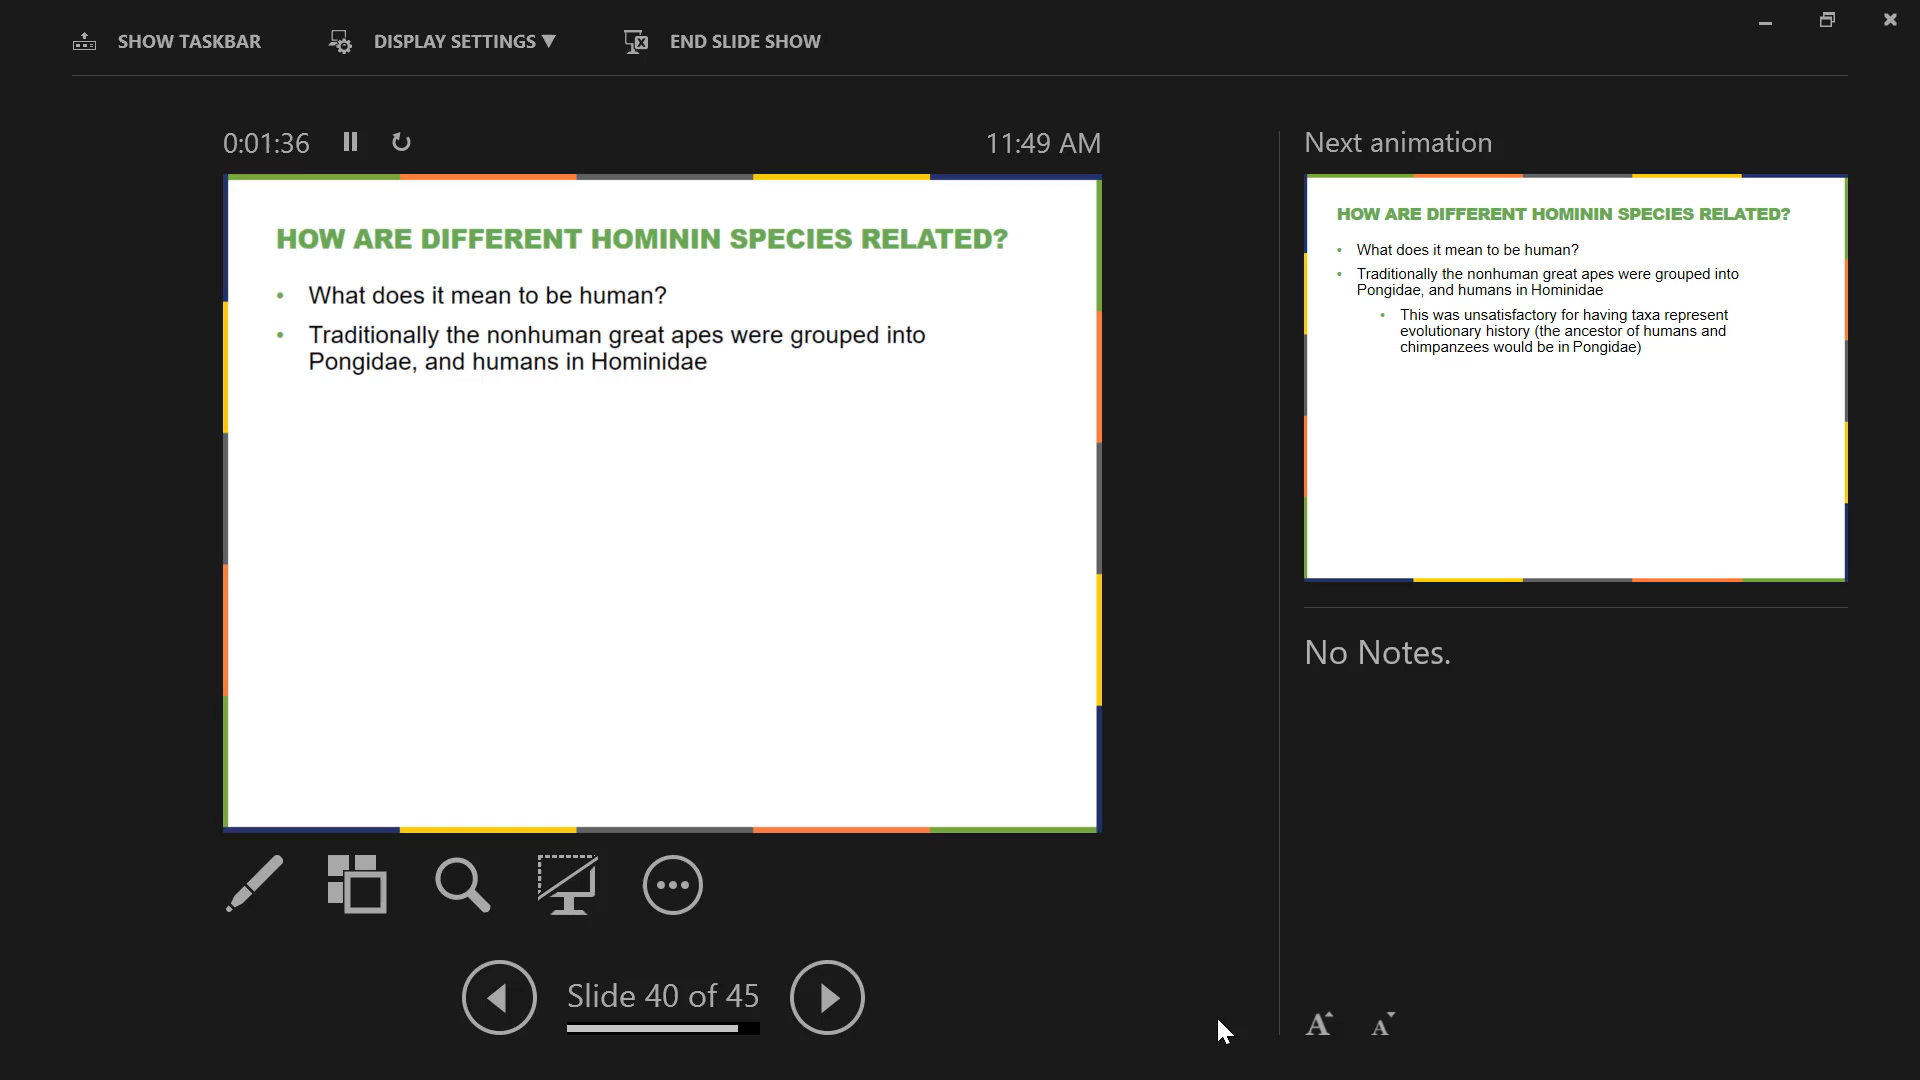 SHOW TASKBAR
DISPLAY SETTINGS ▼
END SLIDE SHOW
0:01:36
11:49 AM
HOW ARE DIFFERENT HOMININ SPECIES RELATED?
• What does it mean to be human?
• Traditionally the nonhuman great apes were grouped into
Pongidae, and humans in Hominidae
Slide 40 of 45
Next animation
HOW ARE DIFFERENT HOMININ SPECIES RELATED?
• What does it mean to be human?
• Traditionally the nonhuman great apes were grouped into
Pongidae, and humans in Hominidae
• This was unsatisfactory for having taxa represent
evolutionary history (the ancestor of humans and
chimpanzees would be in Pongidae)
No Notes.
A A